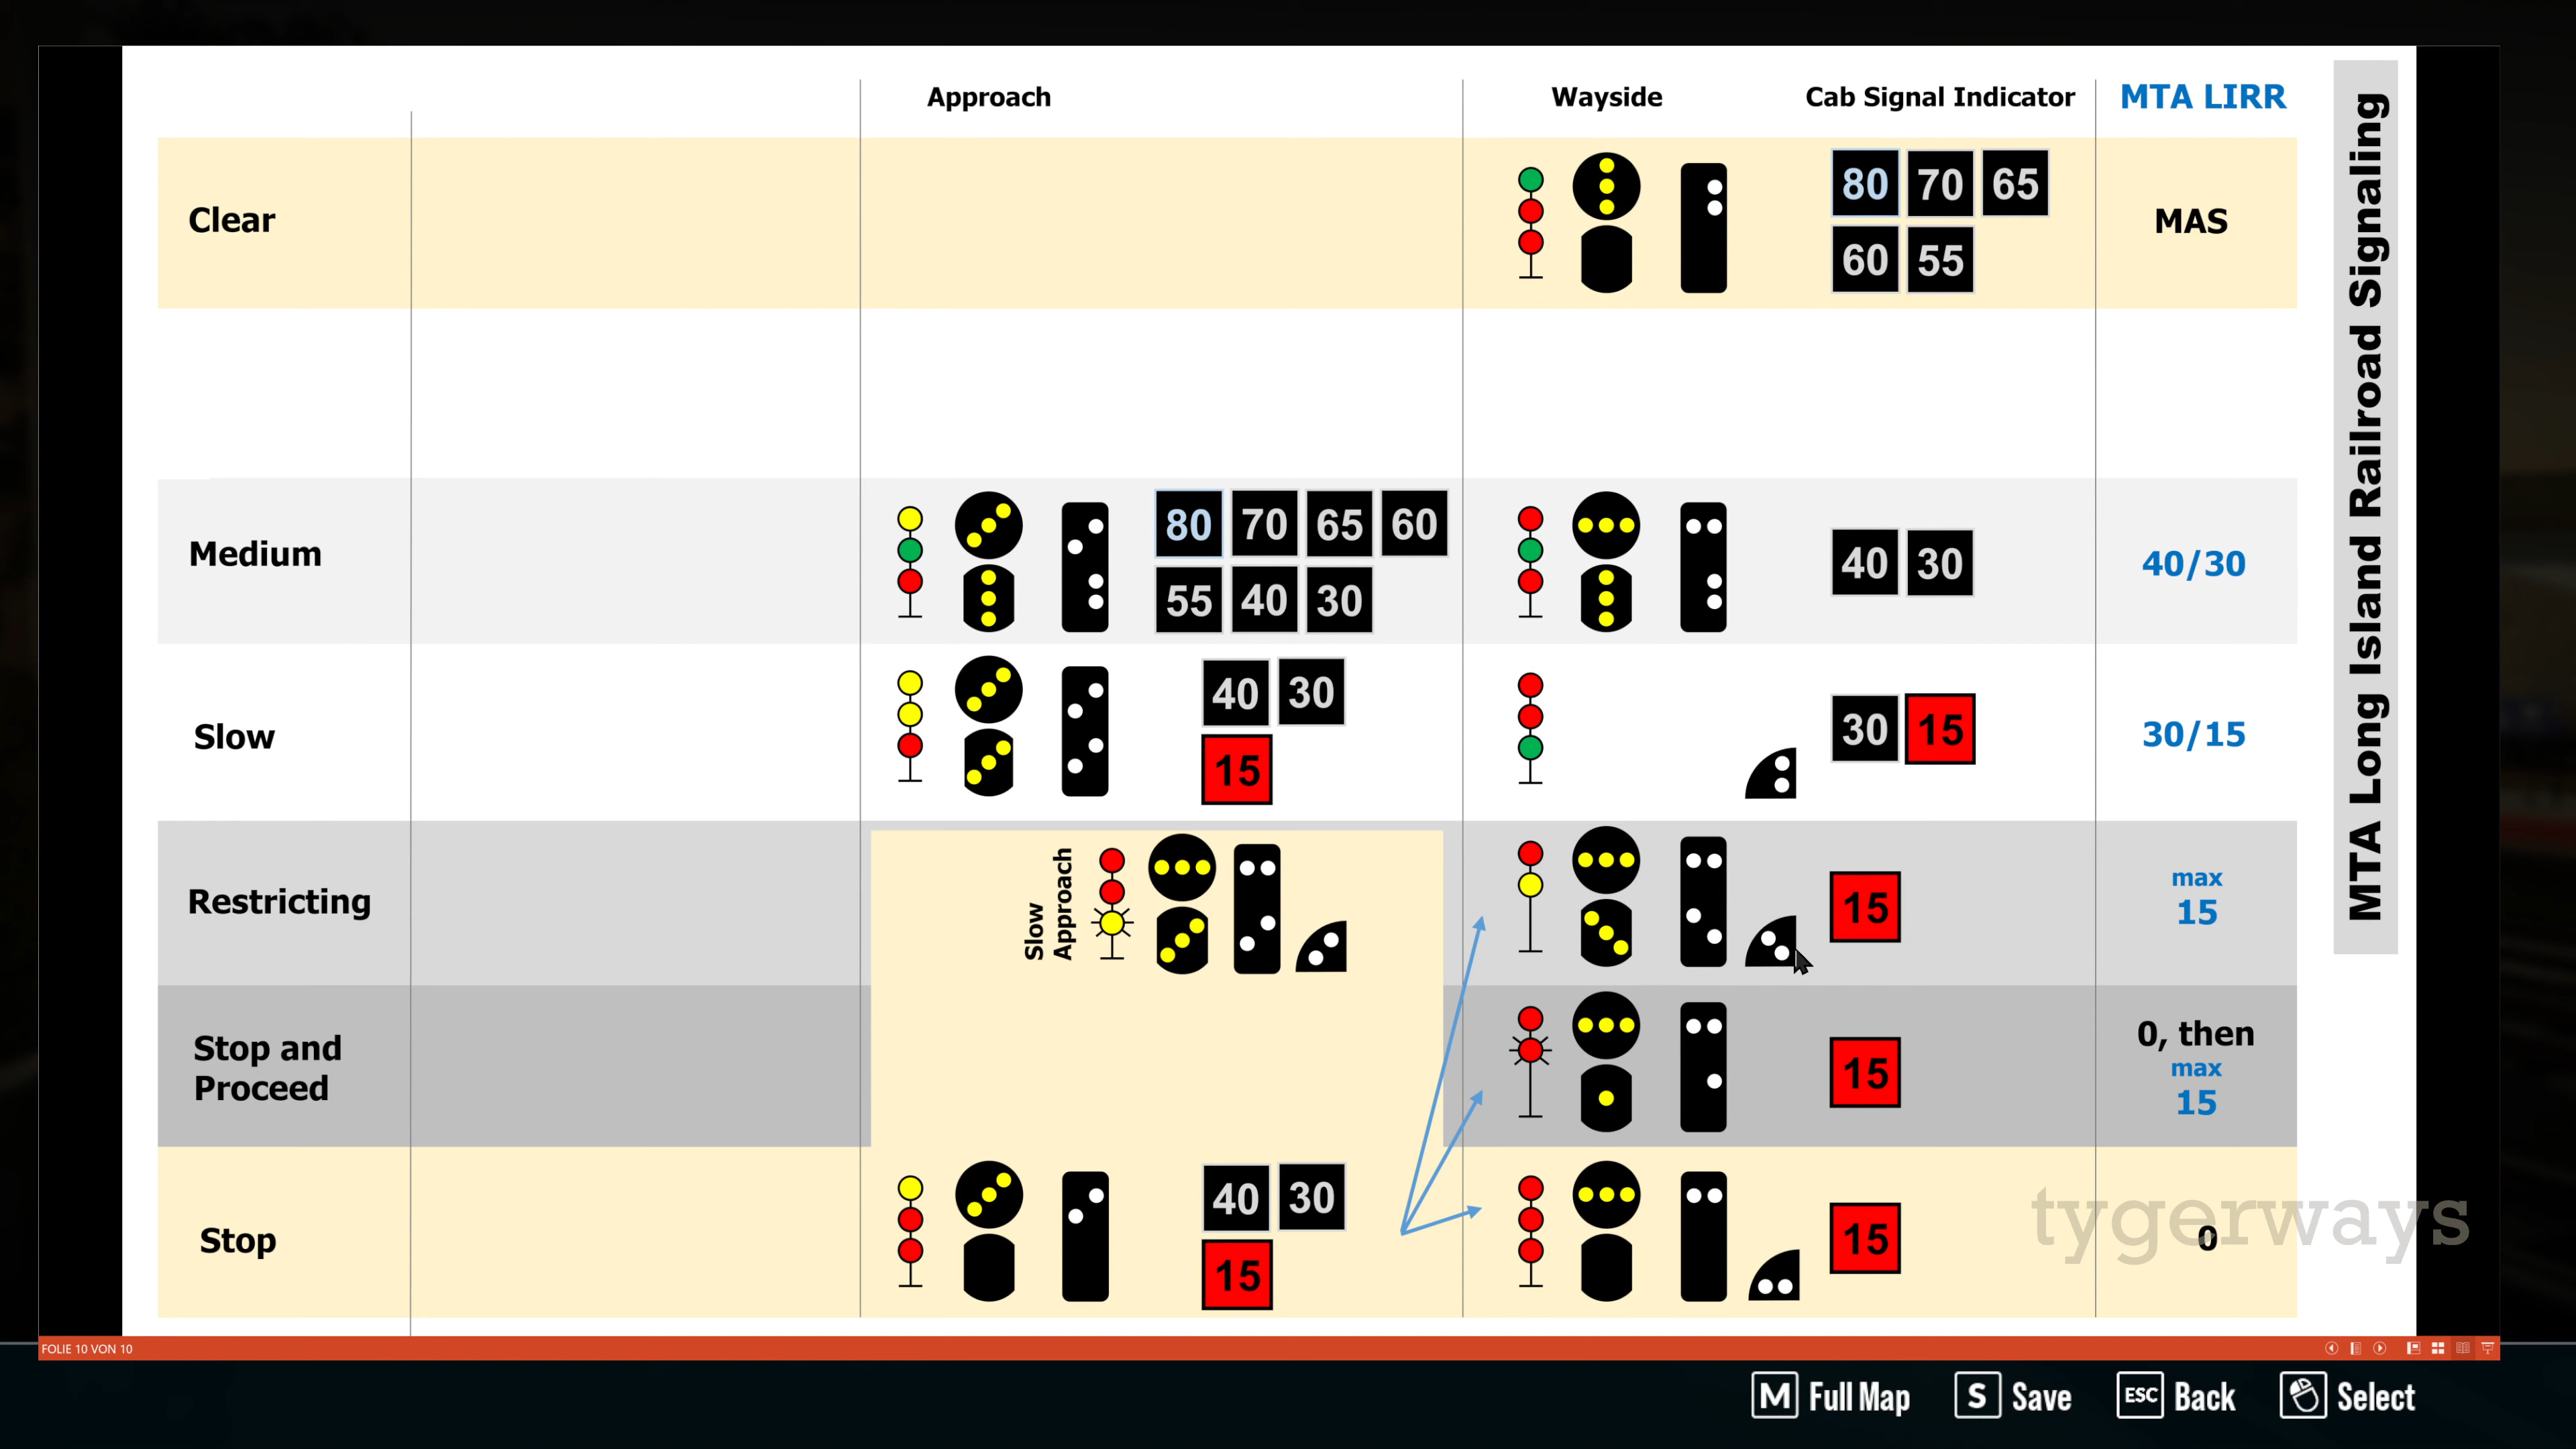 Approach
Wayside
Cab Signal Indicator
MTA LIRR
MTA Long Island Railroad Signaling
Clear
80 70 65
60 55
MAS
Medium
80 70 65 60
55 40 30
40 30
40/30
Slow
40 30
15
30 15
30/15
Restricting
Slow
Approach
15
max
15
Stop and
Proceed
15
0, then
max
15
Stop
40 30
15
15
0
tygerways
FOLIE 10 VON 10
M Full Map
S Save
ESC Back
Select